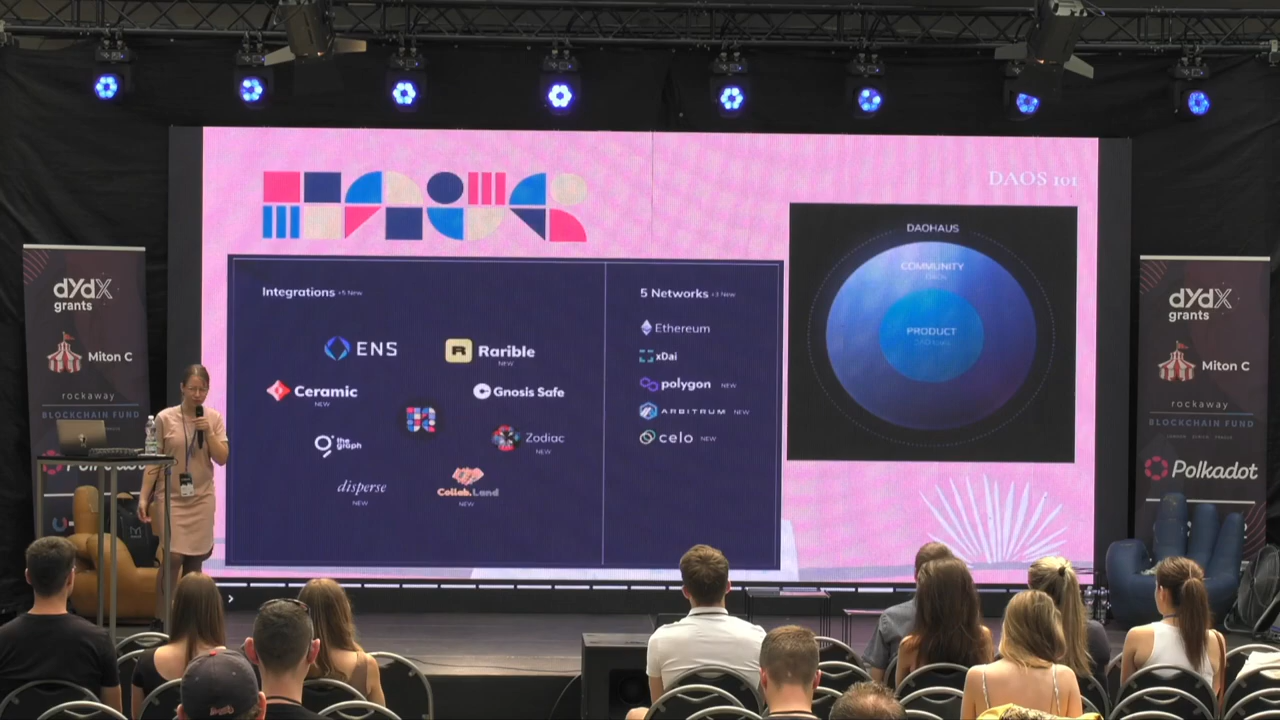 DAOS 101
DAOHAUS
COMMUNITY
PRODUCT
Integrations +5 New
ENS
Rarible
NEW
Ceramic
NEW
Gnosis Safe
the graph
Zodiac
NEW
disperse
NEW
Collab.Land
NEW
5 Networks +3 New
Ethereum
xDai
polygon NEW
ARBITRUM NEW
celo NEW
dYdX
grants
Miton C
rockaway
BLOCKCHAIN FUND
Polkadot
dYdX
grants
Miton C
rockaway
BLOCKCHAIN FUND
Polkadot